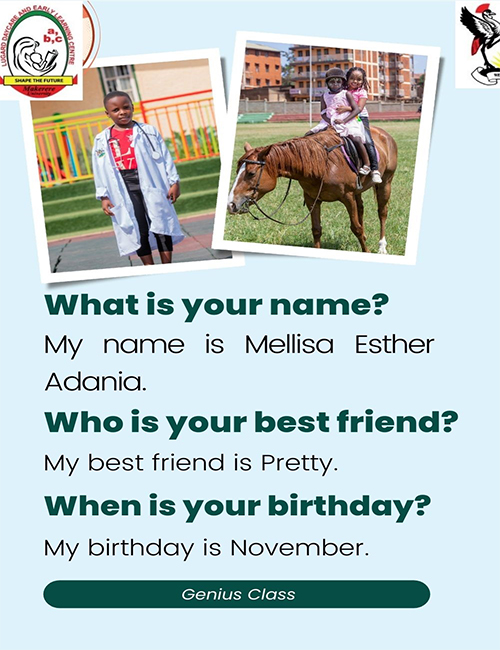 LUGARD DAYCARE AND EARLY LEARNING CENTRE
a,
b,c
SHAPE THE FUTURE
Makerere
What is your name?
My name is Mellisa Esther
Adania.
Who is your best friend?
My best friend is Pretty.
When is your birthday?
My birthday is November.
Genius Class